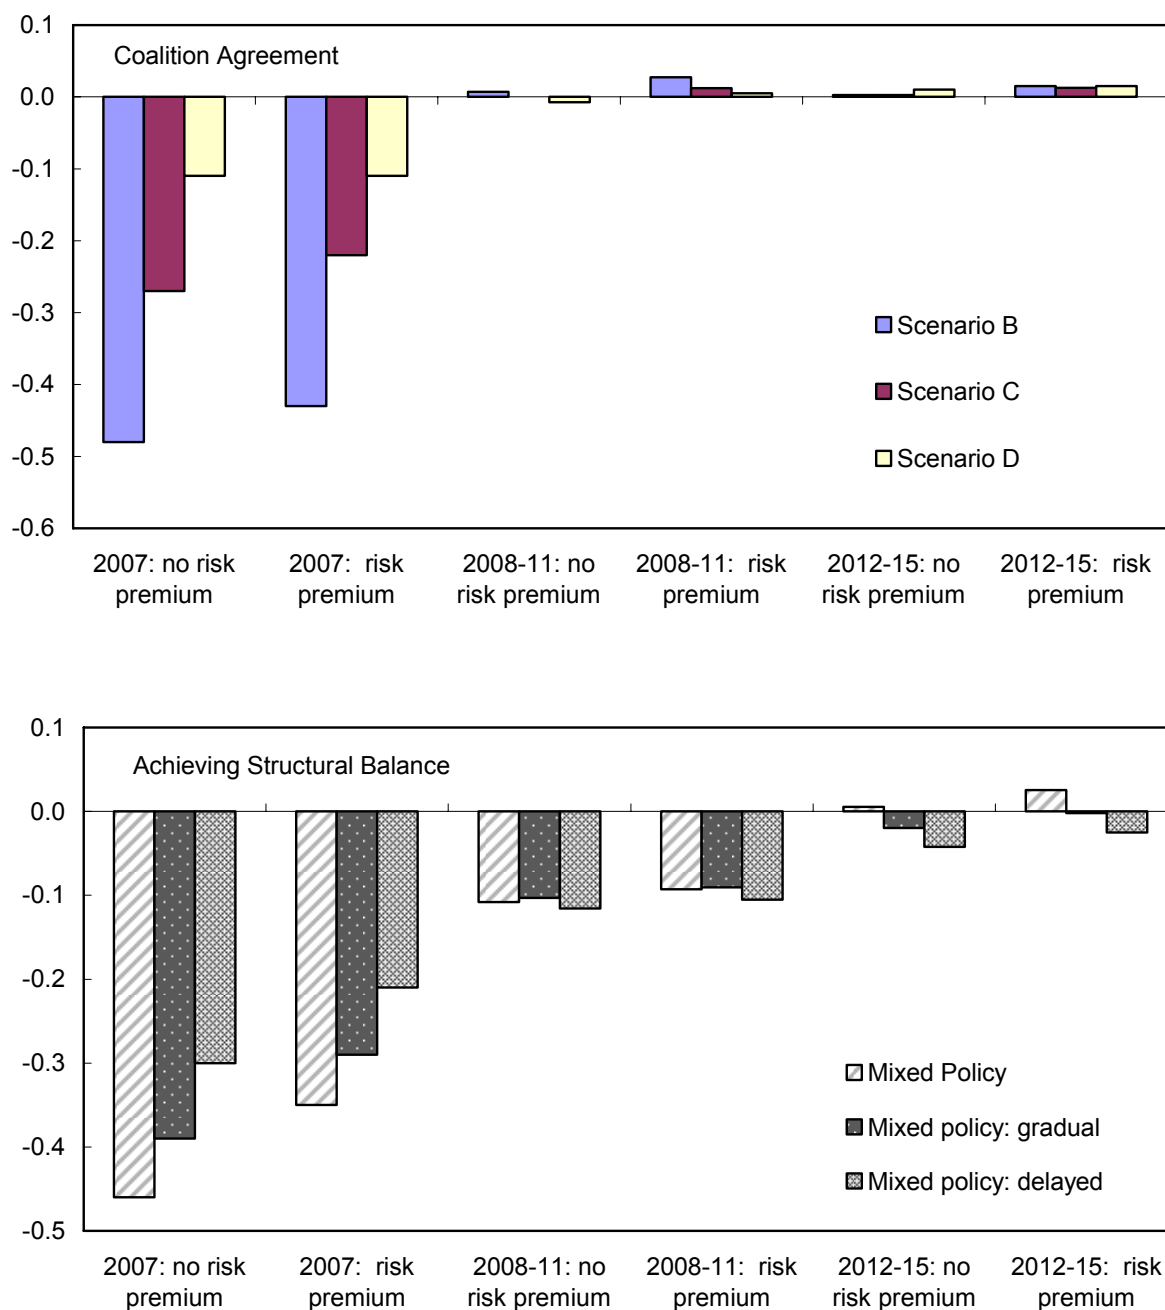 0.1
Coalition Agreement
0.0
-0.1
-0.2
-0.3
Scenario B
-0.4
Scenario C
-0.5
Scenario D
-0.6
2007: no risk premium
2007: risk premium
2008-11: no risk premium
2008-11: risk premium
2012-15: no risk premium
2012-15: risk premium
0.1
Achieving Structural Balance
0.0
-0.1
-0.2
-0.3
Mixed Policy
-0.4
Mixed policy: gradual
Mixed policy: delayed
-0.5
2007: no risk premium
2007: risk premium
2008-11: no risk premium
2008-11: risk premium
2012-15: no risk premium
2012-15: risk premium